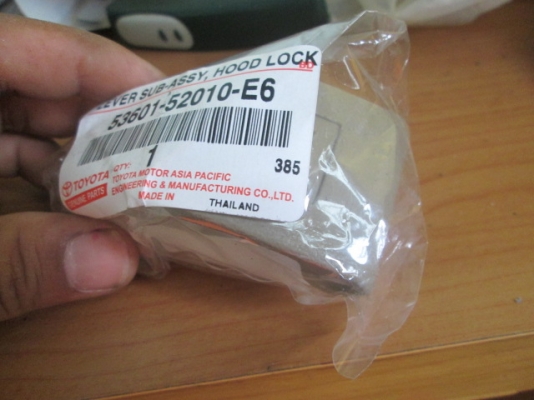 LEVER SUB-ASSY, HOOD LOCK
53601-52010-E6
QTY: 1
385
TOYOTA
GENUINE PARTS
TOYOTA MOTOR ASIA PACIFIC
ENGINEERING & MANUFACTURING CO.,LTD.
MADE IN THAILAND